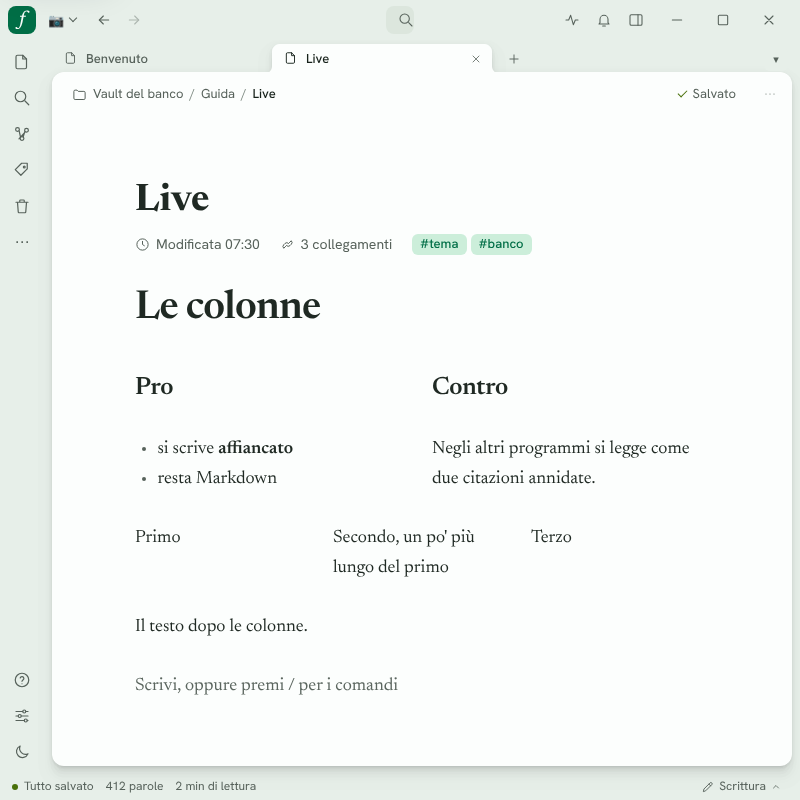 Benvenuto
Live
Vault del banco / Guida / Live
Salvato
Live
Modificata 07:30
3 collegamenti
#tema
#banco
Le colonne
Pro
• si scrive affiancato
• resta Markdown
Contro
Negli altri programmi si legge come
due citazioni annidate.
Primo
Secondo, un po' più
lungo del primo
Terzo
Il testo dopo le colonne.
Scrivi, oppure premi / per i comandi
Tutto salvato
412 parole
2 min di lettura
Scrittura